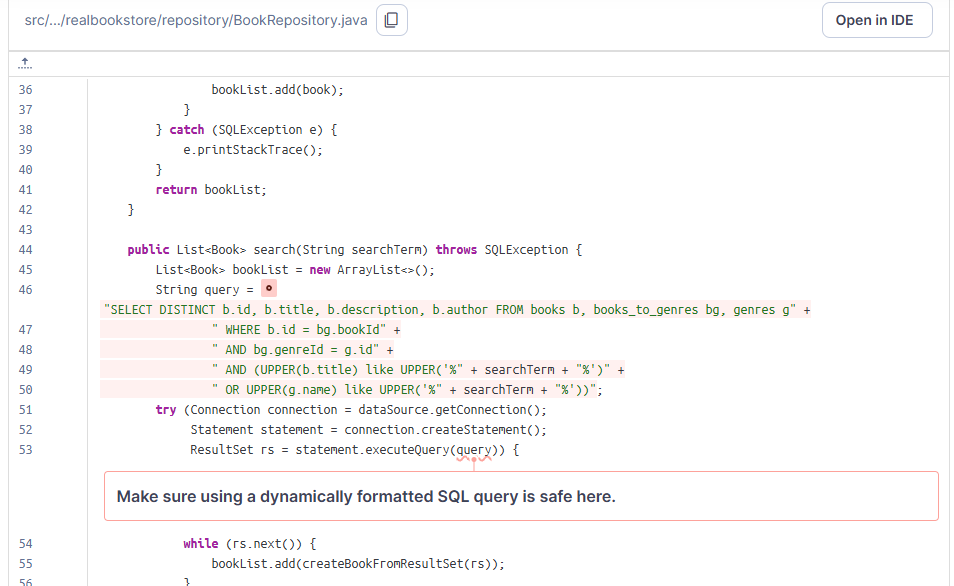 src/.../realbookstore/repository/BookRepository.java Open in IDE
36 bookList.add(book);
37 }
38 } catch (SQLException e) {
39 e.printStackTrace();
40 }
41 return bookList;
42 }
43
44 public List<Book> search(String searchTerm) throws SQLException {
45 List<Book> bookList = new ArrayList<>();
46 String query =
"SELECT DISTINCT b.id, b.title, b.description, b.author FROM books b, books_to_genres bg, genres g" +
47 " WHERE b.id = bg.bookId" +
48 " AND bg.genreId = g.id" +
49 " AND (UPPER(b.title) like UPPER('%" + searchTerm + "%')" +
50 " OR UPPER(g.name) like UPPER('%" + searchTerm + "%'))";
51 try (Connection connection = dataSource.getConnection();
52 Statement statement = connection.createStatement();
53 ResultSet rs = statement.executeQuery(query)) {
Make sure using a dynamically formatted SQL query is safe here.
54 while (rs.next()) {
55 bookList.add(createBookFromResultSet(rs));
56 }